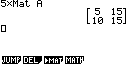 5×Mat A
[ 5 15]
[10 15]
JUMP DEL ▶MAT MATH